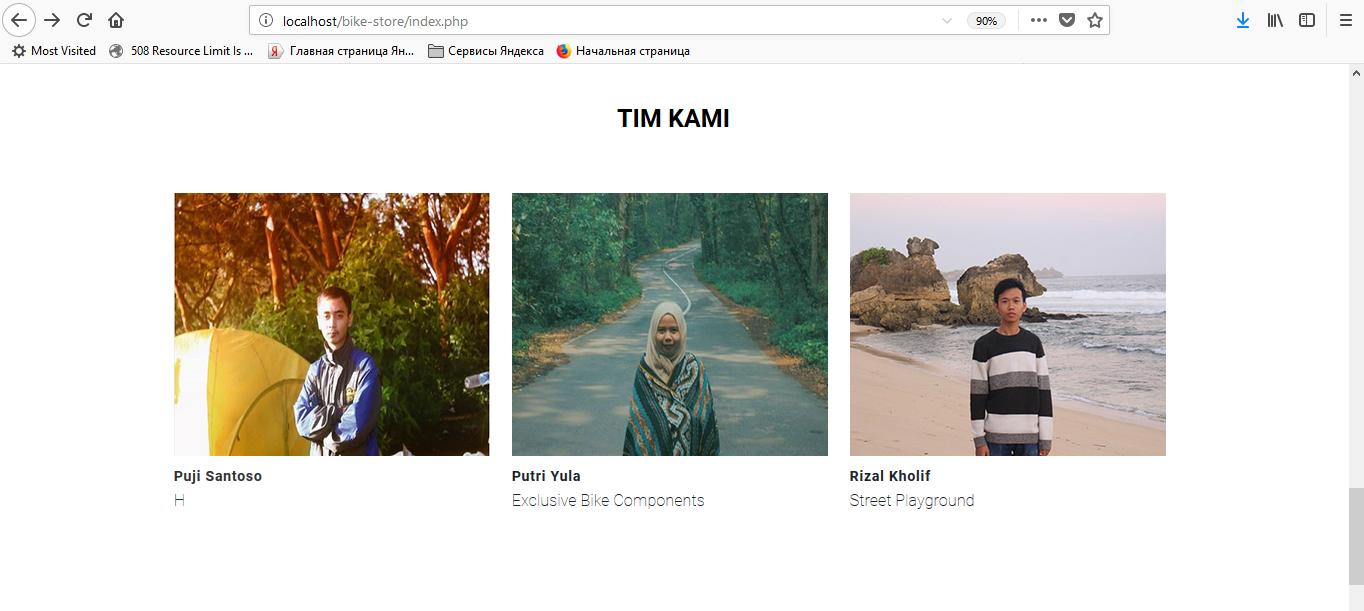 localhost/bike-store/index.php
90%
Most Visited
508 Resource Limit Is ...
Главная страница Ян...
Сервисы Яндекса
Начальная страница
TIM KAMI
Puji Santoso
H
Putri Yula
Exclusive Bike Components
Rizal Kholif
Street Playground